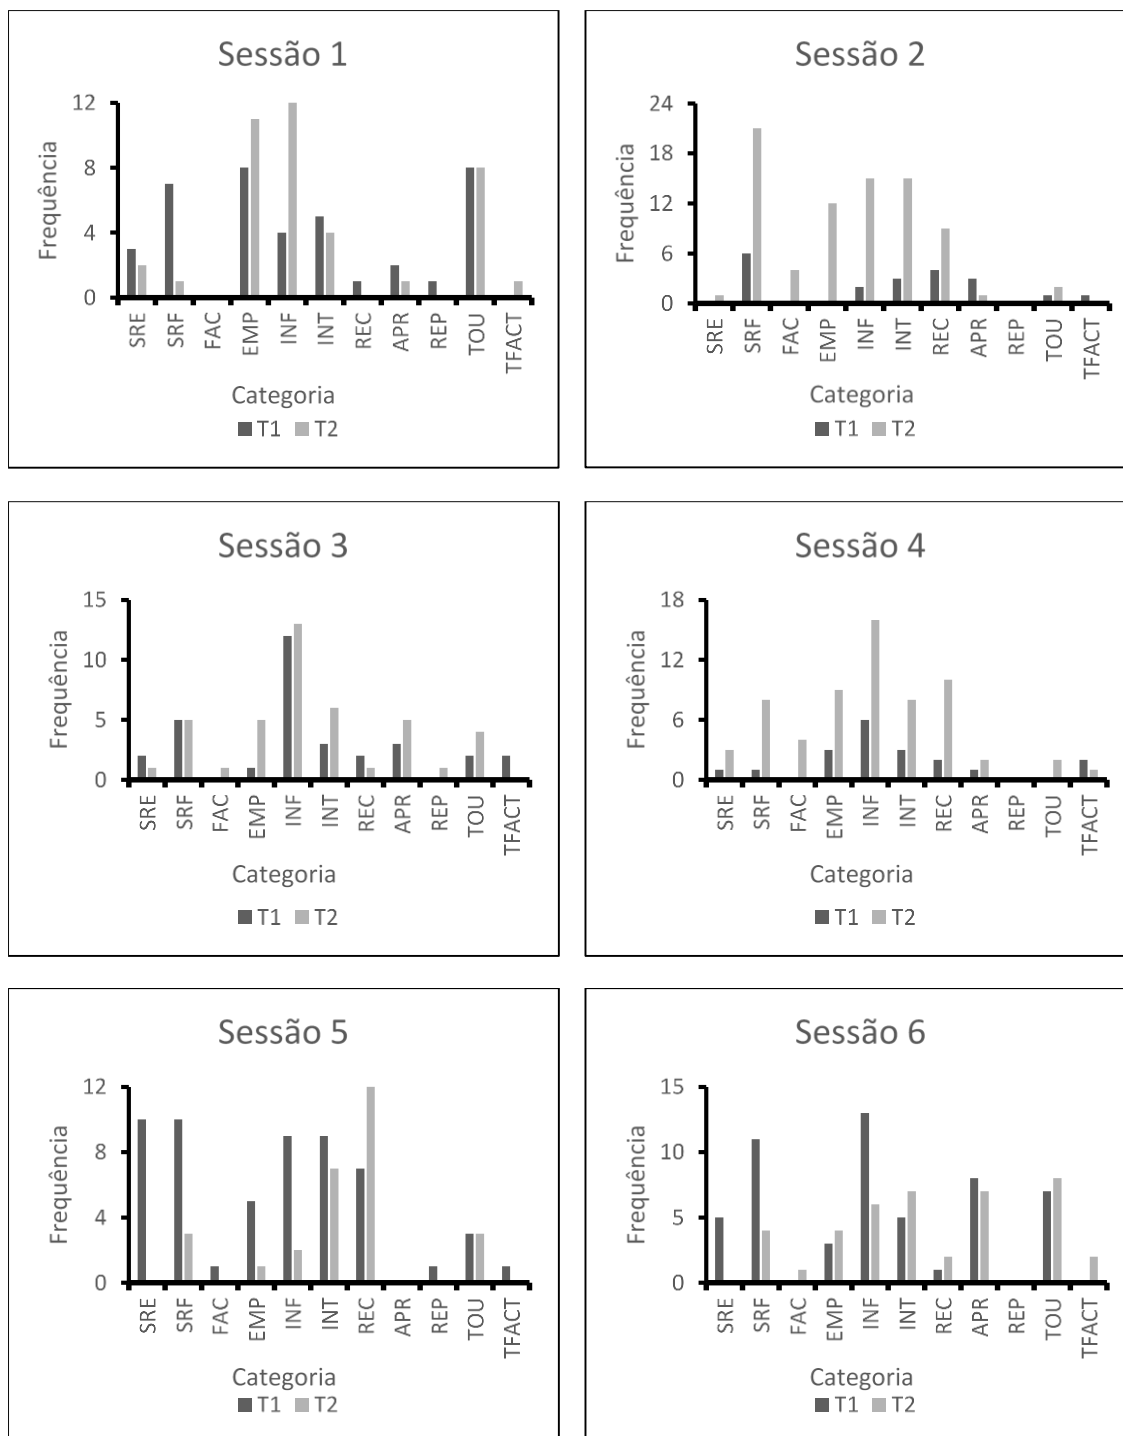 Sessão 1
12
8
4
0
Frequência
SRE SRF FAC EMP INF INT REC APR REP TOU TFACT
Categoria
T1 T2
Sessão 2
24
18
12
6
0
Frequência
SRE SRF FAC EMP INF INT REC APR REP TOU TFACT
Categoria
T1 T2
Sessão 3
15
10
5
0
Frequência
SRE SRF FAC EMP INF INT REC APR REP TOU TFACT
Categoria
T1 T2
Sessão 4
18
12
6
0
Frequência
SRE SRF FAC EMP INF INT REC APR REP TOU TFACT
Categoria
T1 T2
Sessão 5
12
8
4
0
Frequência
SRE SRF FAC EMP INF INT REC APR REP TOU TFACT
Categoria
T1 T2
Sessão 6
15
10
5
0
Frequência
SRE SRF FAC EMP INF INT REC APR REP TOU TFACT
Categoria
T1 T2